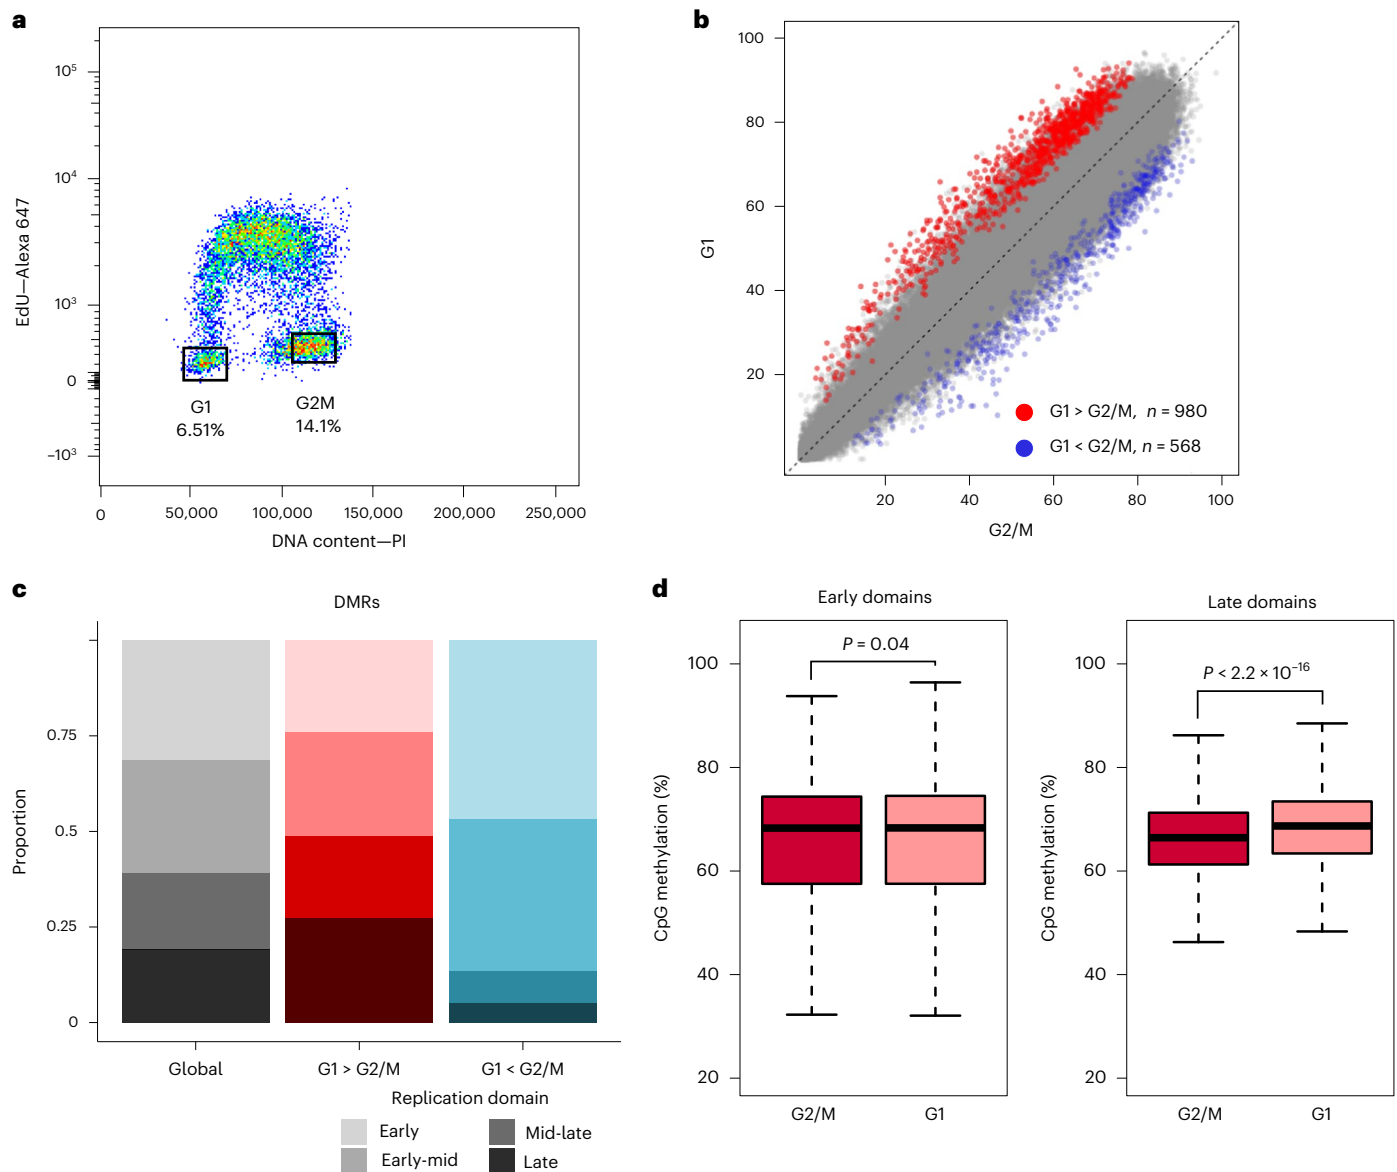 a
EdU—Alexa 647
10⁵
10⁴
10³
0
–10³
G1
6.51%
G2M
14.1%
0
50,000
100,000
150,000
200,000
250,000
DNA content—PI
b
G1
100
80
60
40
20
G1 > G2/M, n = 980
G1 < G2/M, n = 568
20
40
60
80
100
G2/M
c
DMRs
Proportion
0.75
0.5
0.25
0
Global
G1 > G2/M
G1 < G2/M
Replication domain
Early
Mid-late
Early-mid
Late
d
Early domains
P = 0.04
CpG methylation (%)
100
80
60
40
20
G2/M
G1
Late domains
P < 2.2 × 10⁻¹⁶
CpG methylation (%)
100
80
60
40
20
G2/M
G1